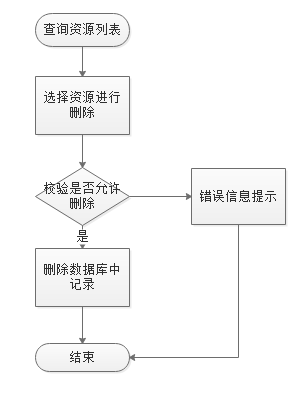 查询资源列表
选择资源进行
删除
核验是否允许
删除
错误信息提示
是
删除数据库中
记录
结束